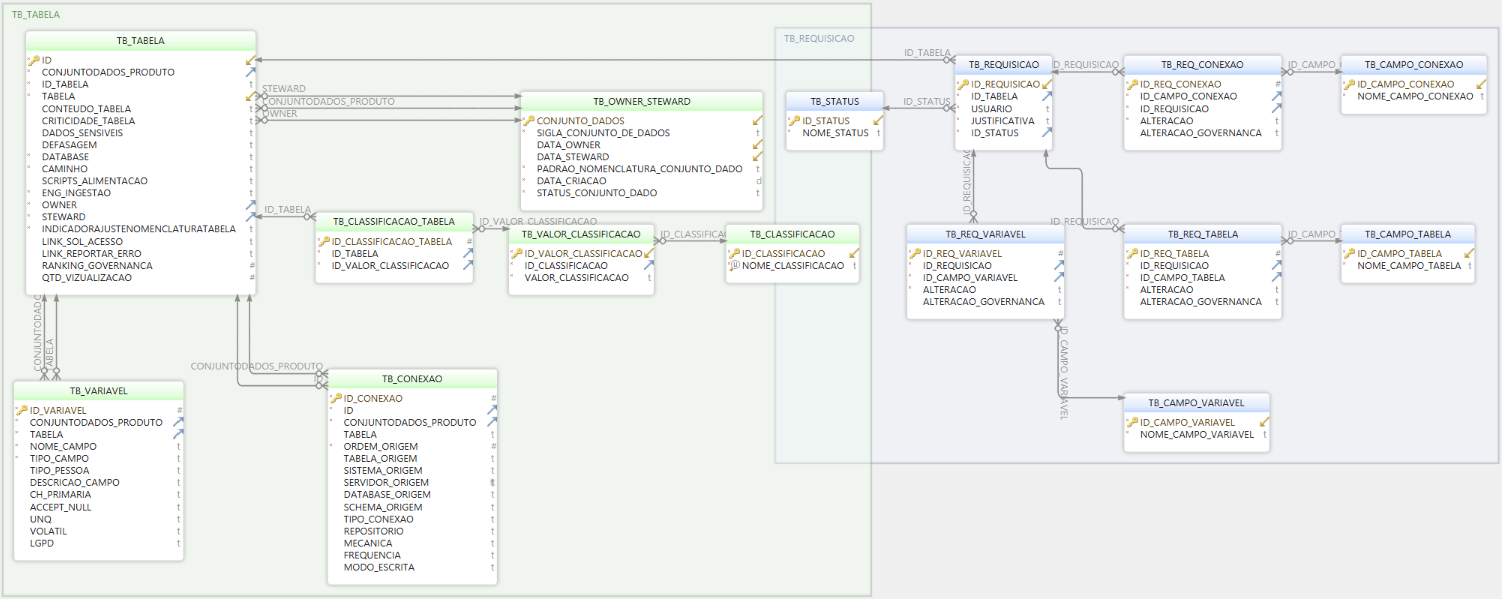 TB_TABELA
TB_TABELA
ID
CONJUNTODADOS_PRODUTO
ID_TABELA
TABELA
CONTEUDO_TABELA
CRITICIDADE_TABELA
DADOS_SENSIVEIS
DEFASAGEM
DATABASE
CAMINHO
SCRIPTS_ALIMENTACAO
ENG_INGESTAO
OWNER
STEWARD
INDICADORAJUSTENOMENCLATURATABELA
LINK_SOL_ACESSO
LINK_REPORTAR_ERRO
RANKING_GOVERNANCA
QTD_VIZUALIZACAO
STEWARD
CONJUNTODADOS_PRODUTO
OWNER
TB_OWNER_STEWARD
CONJUNTO_DADOS
SIGLA_CONJUNTO_DE_DADOS
DATA_OWNER
DATA_STEWARD
PADRAO_NOMENCLATURA_CONJUNTO_DADO
DATA_CRIACAO
STATUS_CONJUNTO_DADO
ID_TABELA
TB_CLASSIFICACAO_TABELA
ID_CLASSIFICACAO_TABELA
ID_TABELA
ID_VALOR_CLASSIFICACAO
ID_VALOR_CLASSIFICACAO
TB_VALOR_CLASSIFICACAO
ID_VALOR_CLASSIFICACAO
ID_CLASSIFICACAO
VALOR_CLASSIFICACAO
ID_CLASSIFICA
TB_CLASSIFICACAO
ID_CLASSIFICACAO
NOME_CLASSIFICACAO
CONJUNTODADC
TABELA
TB_VARIAVEL
ID_VARIAVEL
CONJUNTODADOS_PRODUTO
TABELA
NOME_CAMPO
TIPO_CAMPO
TIPO_PESSOA
DESCRICAO_CAMPO
CH_PRIMARIA
ACCEPT_NULL
UNQ
VOLATIL
LGPD
CONJUNTODADOS_PRODUTO
ID
TB_CONEXAO
ID_CONEXAO
ID
CONJUNTODADOS_PRODUTO
TABELA
ORDEM_ORIGEM
TABELA_ORIGEM
SISTEMA_ORIGEM
SERVIDOR_ORIGEM
DATABASE_ORIGEM
SCHEMA_ORIGEM
TIPO_CONEXAO
REPOSITORIO
MECANICA
FREQUENCIA
MODO_ESCRITA
TB_REQUISICAO
ID_TABELA
TB_STATUS
ID_STATUS
NOME_STATUS
ID_STATUS
TB_REQUISICAO
ID_REQUISICAO
ID_TABELA
USUARIO
JUSTIFICATIVA
ID_STATUS
ID_REQUISICAO
TB_REQ_CONEXAO
ID_REQ_CONEXAO
ID_CAMPO_CONEXAO
ID_REQUISICAO
ALTERACAO
ALTERACAO_GOVERNANCA
ID_CAMPO
TB_CAMPO_CONEXAO
ID_CAMPO_CONEXAO
NOME_CAMPO_CONEXAO
ID_REQUISICAO
TB_REQ_VARIAVEL
ID_REQ_VARIAVEL
ID_REQUISICAO
ID_CAMPO_VARIAVEL
ALTERACAO
ALTERACAO_GOVERNANCA
ID_REQUISICAO
TB_REQ_TABELA
ID_REQ_TABELA
ID_REQUISICAO
ID_CAMPO_TABELA
ALTERACAO
ALTERACAO_GOVERNANCA
ID_CAMPO
TB_CAMPO_TABELA
ID_CAMPO_TABELA
NOME_CAMPO_TABELA
ID_CAMPO_VARIAVEL
TB_CAMPO_VARIAVEL
ID_CAMPO_VARIAVEL
NOME_CAMPO_VARIAVEL